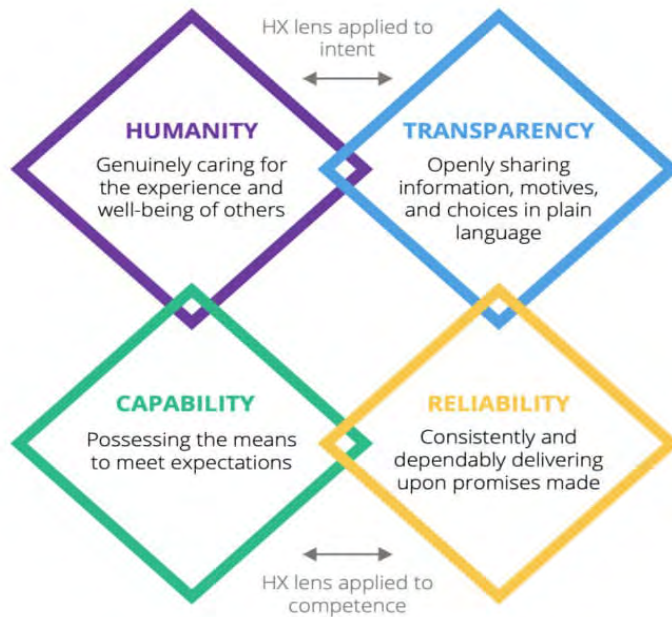 HX lens applied to
intent
HUMANITY
Genuinely caring for
the experience and
well-being of others
TRANSPARENCY
Openly sharing
information, motives,
and choices in plain
language
CAPABILITY
Possessing the means
to meet expectations
RELIABILITY
Consistently and
dependably delivering
upon promises made
HX lens applied to
competence